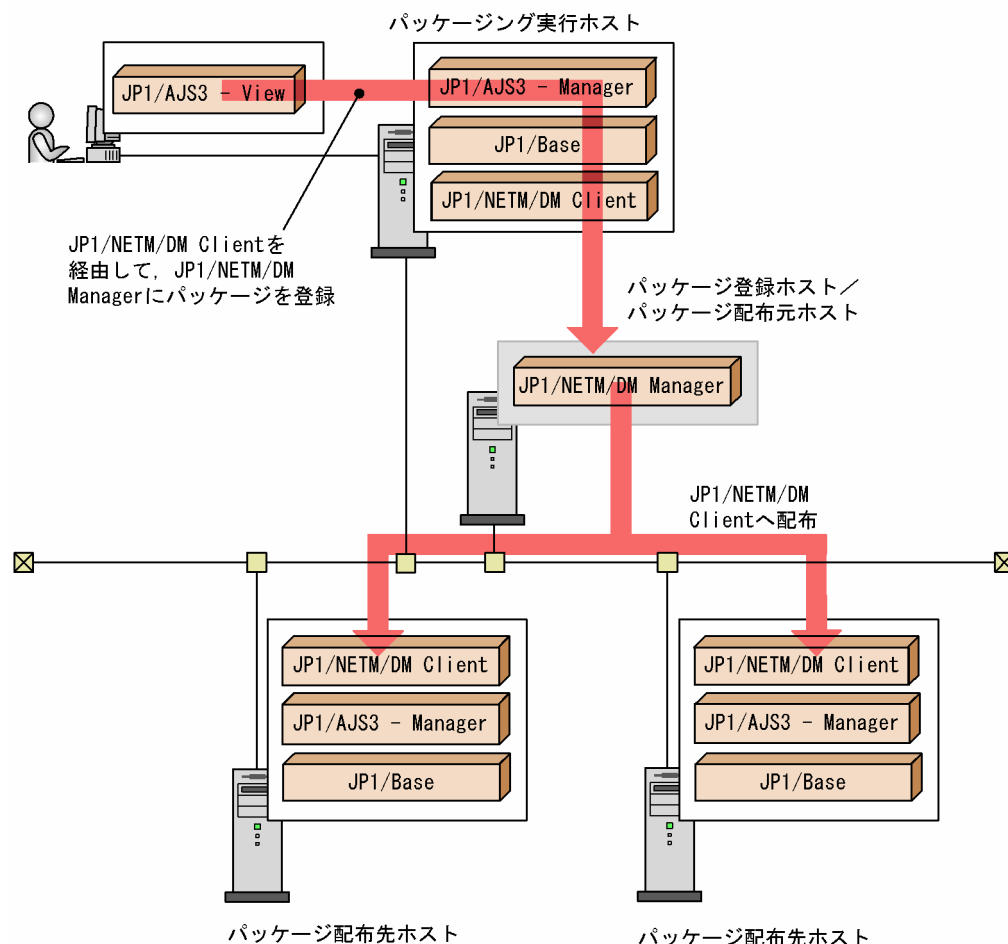 パッケージング実行ホスト
JP1/AJS3 - View
JP1/AJS3 - Manager
JP1/Base
JP1/NETM/DM Client
JP1/NETM/DM Clientを
経由して，JP1/NETM/DM
Managerにパッケージを登録
パッケージ登録ホスト／
パッケージ配布元ホスト
JP1/NETM/DM Manager
JP1/NETM/DM
Clientへ配布
JP1/NETM/DM Client
JP1/AJS3 - Manager
JP1/Base
パッケージ配布先ホスト
JP1/NETM/DM Client
JP1/AJS3 - Manager
JP1/Base
パッケージ配布先ホスト